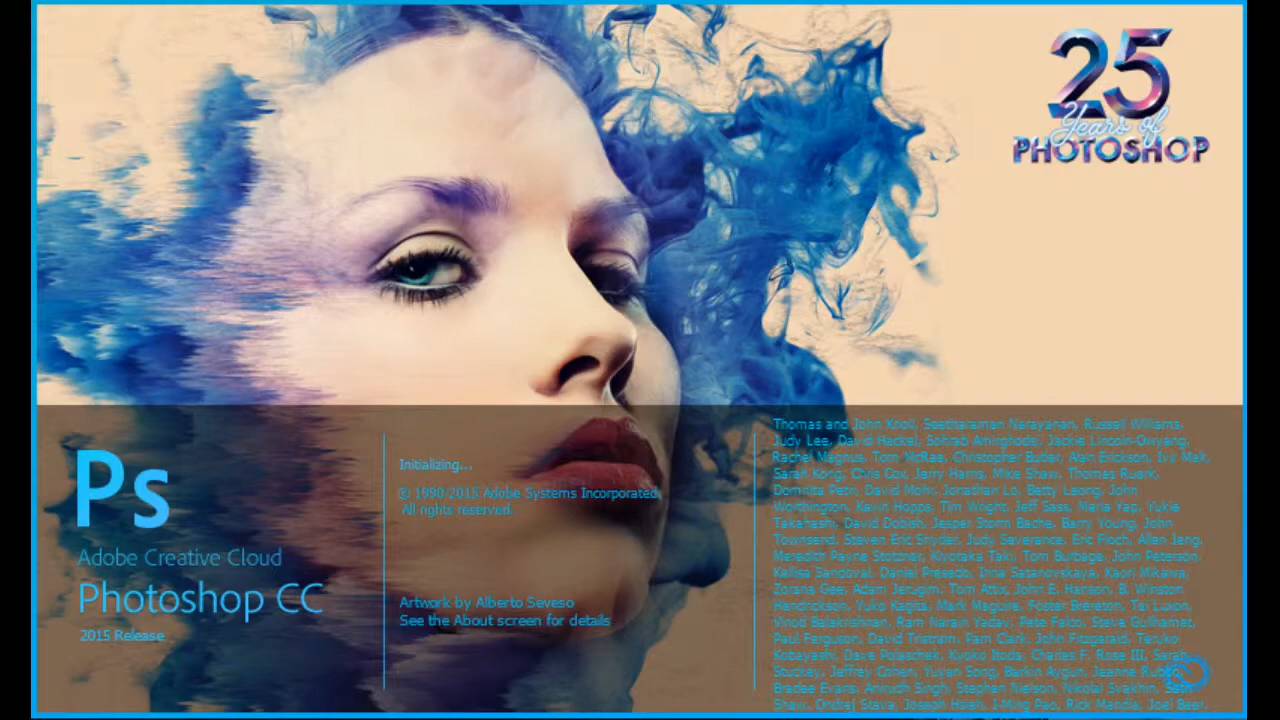 25
Years of
PHOTOSHOP
Ps
Adobe Creative Cloud
Photoshop CC
2015 Release
Initializing...
© 1990-2015 Adobe Systems Incorporated.
All rights reserved.
Artwork by Alberto Seveso
See the About screen for details
Thomas and John Knoll, Seetharaman Narayanan, Russell Williams,
Judy Lee, David Hackel, Sohrab Amirghodsi, Jackie Lincoln-Owyang,
Rachel Magnus, Tom McRae, Christopher Butler, Alan Erickson, Ivy Mak,
Sarah Kong, Chris Cox, Jerry Harris, Mike Shaw, Thomas Ruark,
Domnita Petri, David Mohr, Jonathan Lo, Betty Leong, John
Worthington, Kavin Hopps, Tim Wright, Jeff Sass, Maria Yap, Yukie
Takahashi, David Dobish, Jesper Storm Bache, Barry Young, John
Townsend, Steven Eric Snyder, Judy Severance, Eric Floch, Allen Jeng,
Meredith Payne Stotzner, Kiyotaka Taki, Tom Burbage, John Peterson,
Kellisa Sandoval, Daniel Presedo, Irina Satanovskaya, Kaori Mikawa,
Zorana Gee, Adam Jerugim, Tom Attix, John E. Hanson, B. Winston
Hendrickson, Yuko Kagita, Mark Maguire, Foster Brereton, Tai Luxon,
Vinod Balakrishnan, Ram Narain Yadav, Pete Falco, Steve Guilhamet,
Paul Ferguson, David Tristram, Pam Clark, John Fitzgerald, Teruko
Kobayashi, Dave Polaschek, Kyoko Itoda, Charles F. Rose III, Sarah
Stuckey, Jeffrey Cohen, Yuyan Song, Barkin Aygun, Jeanne Rubbo,
Bradee Evans, Anirudh Singh, Stephen Nielson, Nikolai Svakhin, Seth
Shaw, Ondrej Stava, Joseph Hsieh, I-Ming Pao, Rick Mandia, Joel Baer,